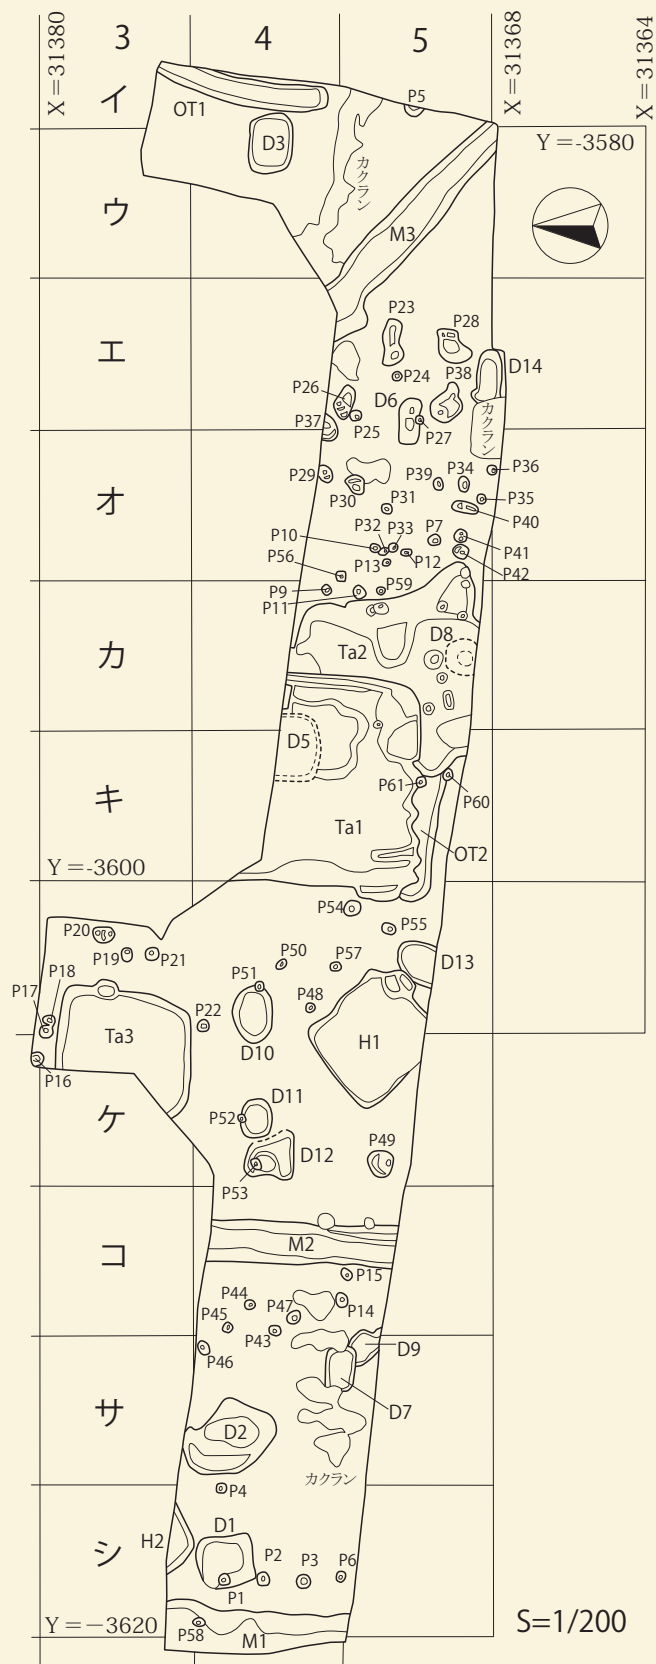 X＝31380
3
4
5
X＝31368
X＝31364
イ
OT1
P5
D3
カクラン
Y＝-3580
ウ
M3
エ
P23
P28
P24
P38
D14
P26
D6
カクラン
P37
P25
P27
オ
P29
P30
P39
P34
P36
P31
P35
P40
P10
P32
P33
P7
P41
P56
P13
P12
P42
P9
P11
P59
カ
Ta2
D8
D5
キ
P61
P60
Ta1
OT2
Y＝-3600
P54
P20
P55
P19
P21
P50
P57
D13
P18
P17
P51
P48
P22
Ta3
D10
H1
P16
ケ
D11
P52
D12
P49
P53
コ
M2
P15
P44
P47
P14
P45
P43
P46
D9
D7
サ
D2
カクラン
P4
シ
H2
D1
P2
P3
P6
P1
Y＝－3620
P58
M1
S=1/200